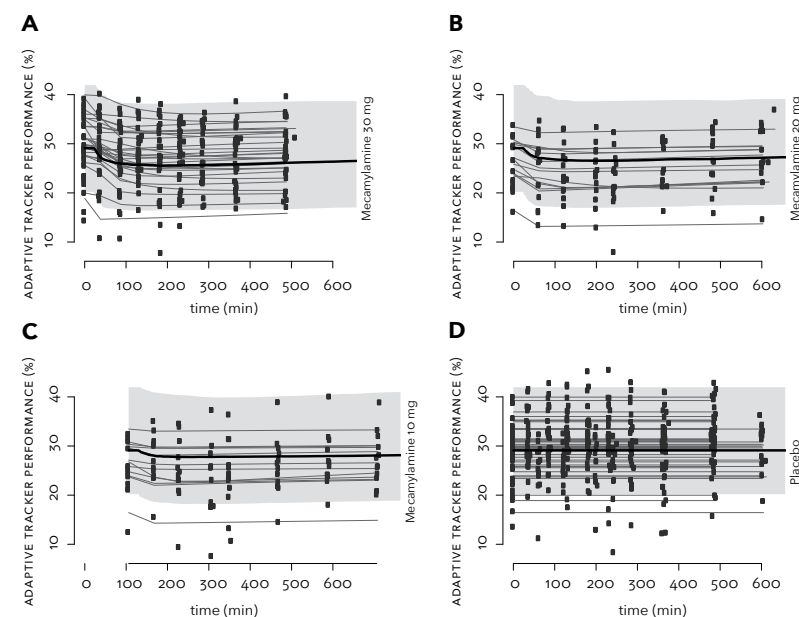 A
ADAPTIVE TRACKER PERFORMANCE (%)
40
30
20
10
0 100 200 300 400 500 600
time (min)
Mecamylamine 30 mg
B
ADAPTIVE TRACKER PERFORMANCE (%)
40
30
20
10
0 100 200 300 400 500 600
time (min)
Mecamylamine 20 mg
C
ADAPTIVE TRACKER PERFORMANCE (%)
40
30
20
10
0 100 200 300 400 500 600
time (min)
Mecamylamine 10 mg
D
ADAPTIVE TRACKER PERFORMANCE (%)
40
30
20
10
0 100 200 300 400 500 600
time (min)
Placebo